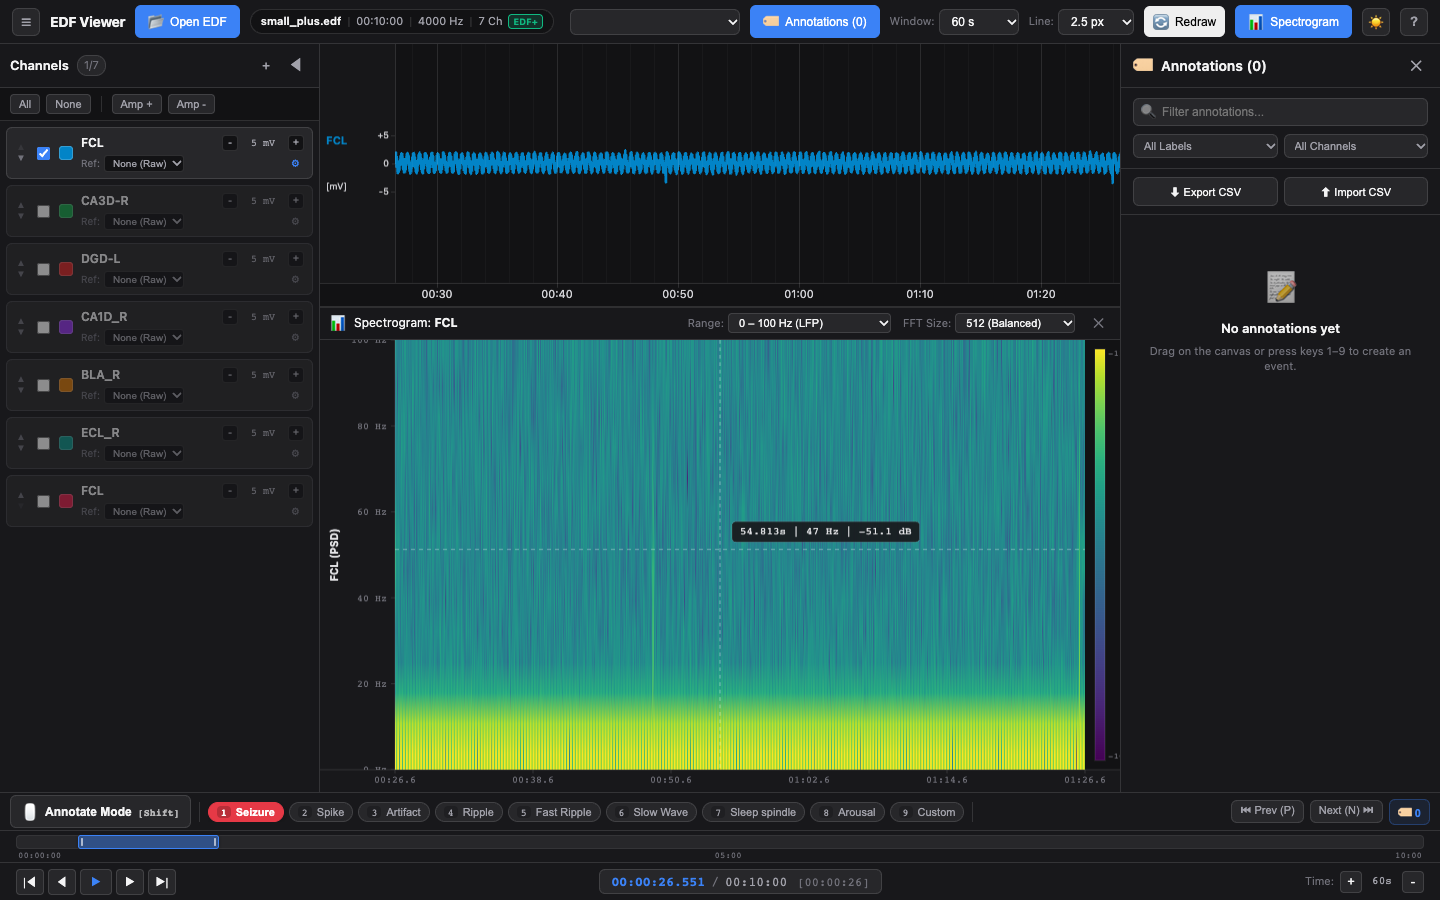 EDF Viewer
Open EDF
small_plus.edf | 00:10:00 | 4000 Hz | 7 Ch EDF+
Annotations (0)
Window: 60 s
Line: 2.5 px
Redraw
Spectrogram
?
Channels 1/7
All None Amp + Amp -
FCL - 5 mV +
Ref: None (Raw)
CA3D-R - 5 mV +
Ref: None (Raw)
DGD-L - 5 mV +
Ref: None (Raw)
CA1D_R - 5 mV +
Ref: None (Raw)
BLA_R - 5 mV +
Ref: None (Raw)
ECL_R - 5 mV +
Ref: None (Raw)
FCL - 5 mV +
Ref: None (Raw)
FCL
+5
0
[mV]
-5
00:30 00:40 00:50 01:00 01:10 01:20
Spectrogram: FCL
Range: 0 – 100 Hz (LFP)
FFT Size: 512 (Balanced)
100 Hz
80 Hz
60 Hz
54.813s | 47 Hz | -51.1 dB
FCL (PSD)
40 Hz
20 Hz
0 Hz
00:26.6 00:38.6 00:50.6 01:02.6 01:14.6 01:26.6
Annotations (0)
Filter annotations...
All Labels All Channels
Export CSV Import CSV
No annotations yet
Drag on the canvas or press keys 1–9 to create an
event.
Annotate Mode [Shift]
1 Seizure 2 Spike 3 Artifact 4 Ripple 5 Fast Ripple 6 Slow Wave 7 Sleep spindle 8 Arousal 9 Custom
Prev (P) Next (N) 0
00:00:00 05:00 10:00
00:00:26.551 / 00:10:00 [00:00:26]
Time: + 60s -